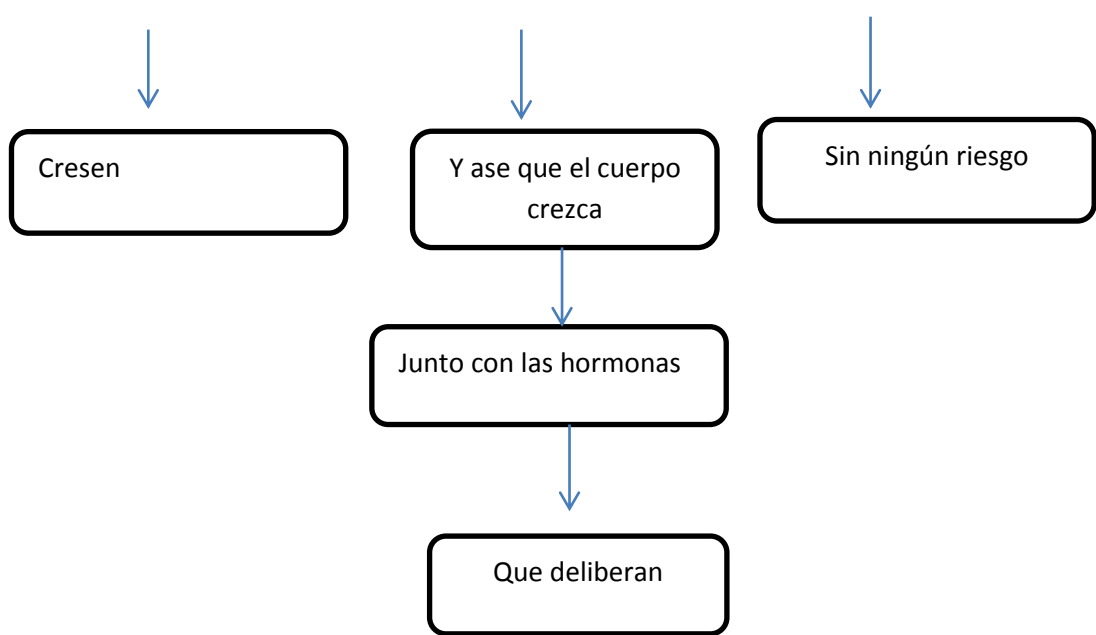 Cresen
Y ase que el cuerpo
crezca
Sin ningún riesgo
Junto con las hormonas
Que deliberan